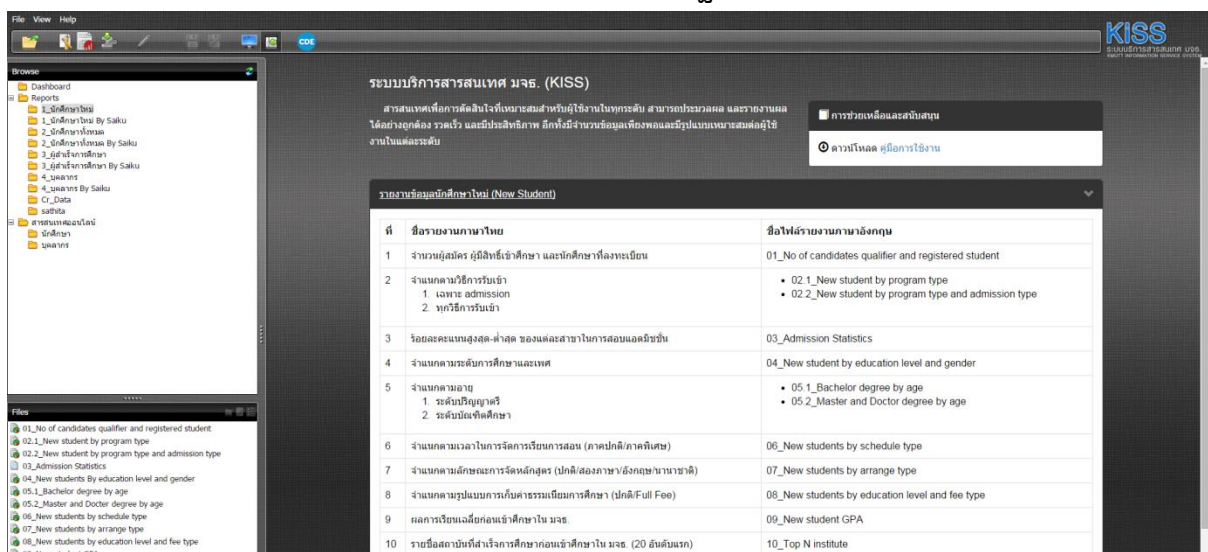 File View Help
CDE
KISS
ระบบบริการสารสนเทศ มจธ.
KMUTT INFORMATION SERVICE SYSTEM
Browse
Dashboard
Reports
1_นักศึกษาใหม่
1_นักศึกษาใหม่ By Saiku
2_นักศึกษาทั้งหมด
2_นักศึกษาทั้งหมด By Saiku
3_ผู้สำเร็จการศึกษา
3_ผู้สำเร็จการศึกษา By Saiku
4_บุคลากร
4_บุคลากร By Saiku
Cr_Data
sathita
สารสนเทศออนไลน์
นักศึกษา
บุคลากร
Files
01_No of candidates qualifier and registered student
02.1_New student by program type
02.2_New student by program type and admission type
03_Admission Statistics
04_New students By education level and gender
05.1_Bachelor degree by age
05.2_Master and Docter degree by age
06_New students by schedule type
07_New students by arrange type
08_New students by education level and fee type
ระบบบริการสารสนเทศ มจธ. (KISS)
สารสนเทศเพื่อการตัดสินใจที่เหมาะสมสำหรับผู้ใช้งานในทุกระดับ สามารถประมวลผล และรายงานผล
ได้อย่างถูกต้อง รวดเร็ว และมีประสิทธิภาพ อีกทั้งมีจำนวนข้อมูลเพียงพอและมีรูปแบบเหมาะสมต่อผู้ใช้
งานในแต่ละระดับ
การช่วยเหลือและสนับสนุน
ดาวน์โหลด คู่มือการใช้งาน
รายงานข้อมูลนักศึกษาใหม่ (New Student)
ที่ ชื่อรายงานภาษาไทย ชื่อไฟล์รายงานภาษาอังกฤษ
1 จำนวนผู้สมัคร ผู้มีสิทธิ์เข้าศึกษา และนักศึกษาที่ลงทะเบียน 01_No of candidates qualifier and registered student
2 จำแนกตามวิธีการรับเข้า
1. เฉพาะ admission
2. ทุกวิธีการรับเข้า
02.1_New student by program type
02.2_New student by program type and admission type
3 ร้อยละคะแนนสูงสุด-ต่ำสุด ของแต่ละสาขาในการสอบแอดมิชชั่น 03_Admission Statistics
4 จำแนกตามระดับการศึกษาและเพศ 04_New student by education level and gender
5 จำแนกตามอายุ
1. ระดับปริญญาตรี
2. ระดับบัณฑิตศึกษา
05.1_Bachelor degree by age
05.2_Master and Doctor degree by age
6 จำแนกตามเวลาในการจัดการเรียนการสอน (ภาคปกติ/ภาคพิเศษ) 06_New students by schedule type
7 จำแนกตามลักษณะการจัดหลักสูตร (ปกติ/สองภาษา/อังกฤษ/นานาชาติ) 07_New students by arrange type
8 จำแนกตามรูปแบบการเก็บค่าธรรมเนียมการศึกษา (ปกติ/Full Fee) 08_New students by education level and fee type
9 ผลการเรียนเฉลี่ยก่อนเข้าศึกษาใน มจธ. 09_New student GPA
10 รายชื่อสถาบันที่สำเร็จการศึกษาก่อนเข้าศึกษาใน มจธ. (20 อันดับแรก) 10_Top N institute